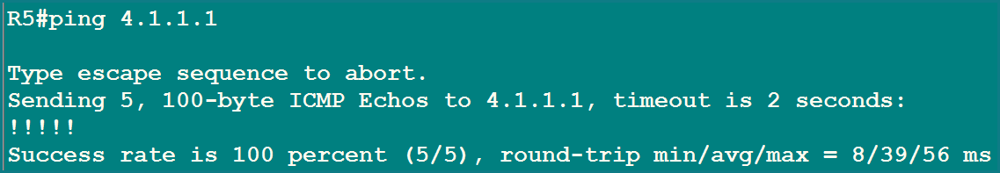 R5#ping 4.1.1.1
Type escape sequence to abort.
Sending 5, 100-byte ICMP Echos to 4.1.1.1, timeout is 2 seconds:
!!!!!
Success rate is 100 percent (5/5), round-trip min/avg/max = 8/39/56 ms